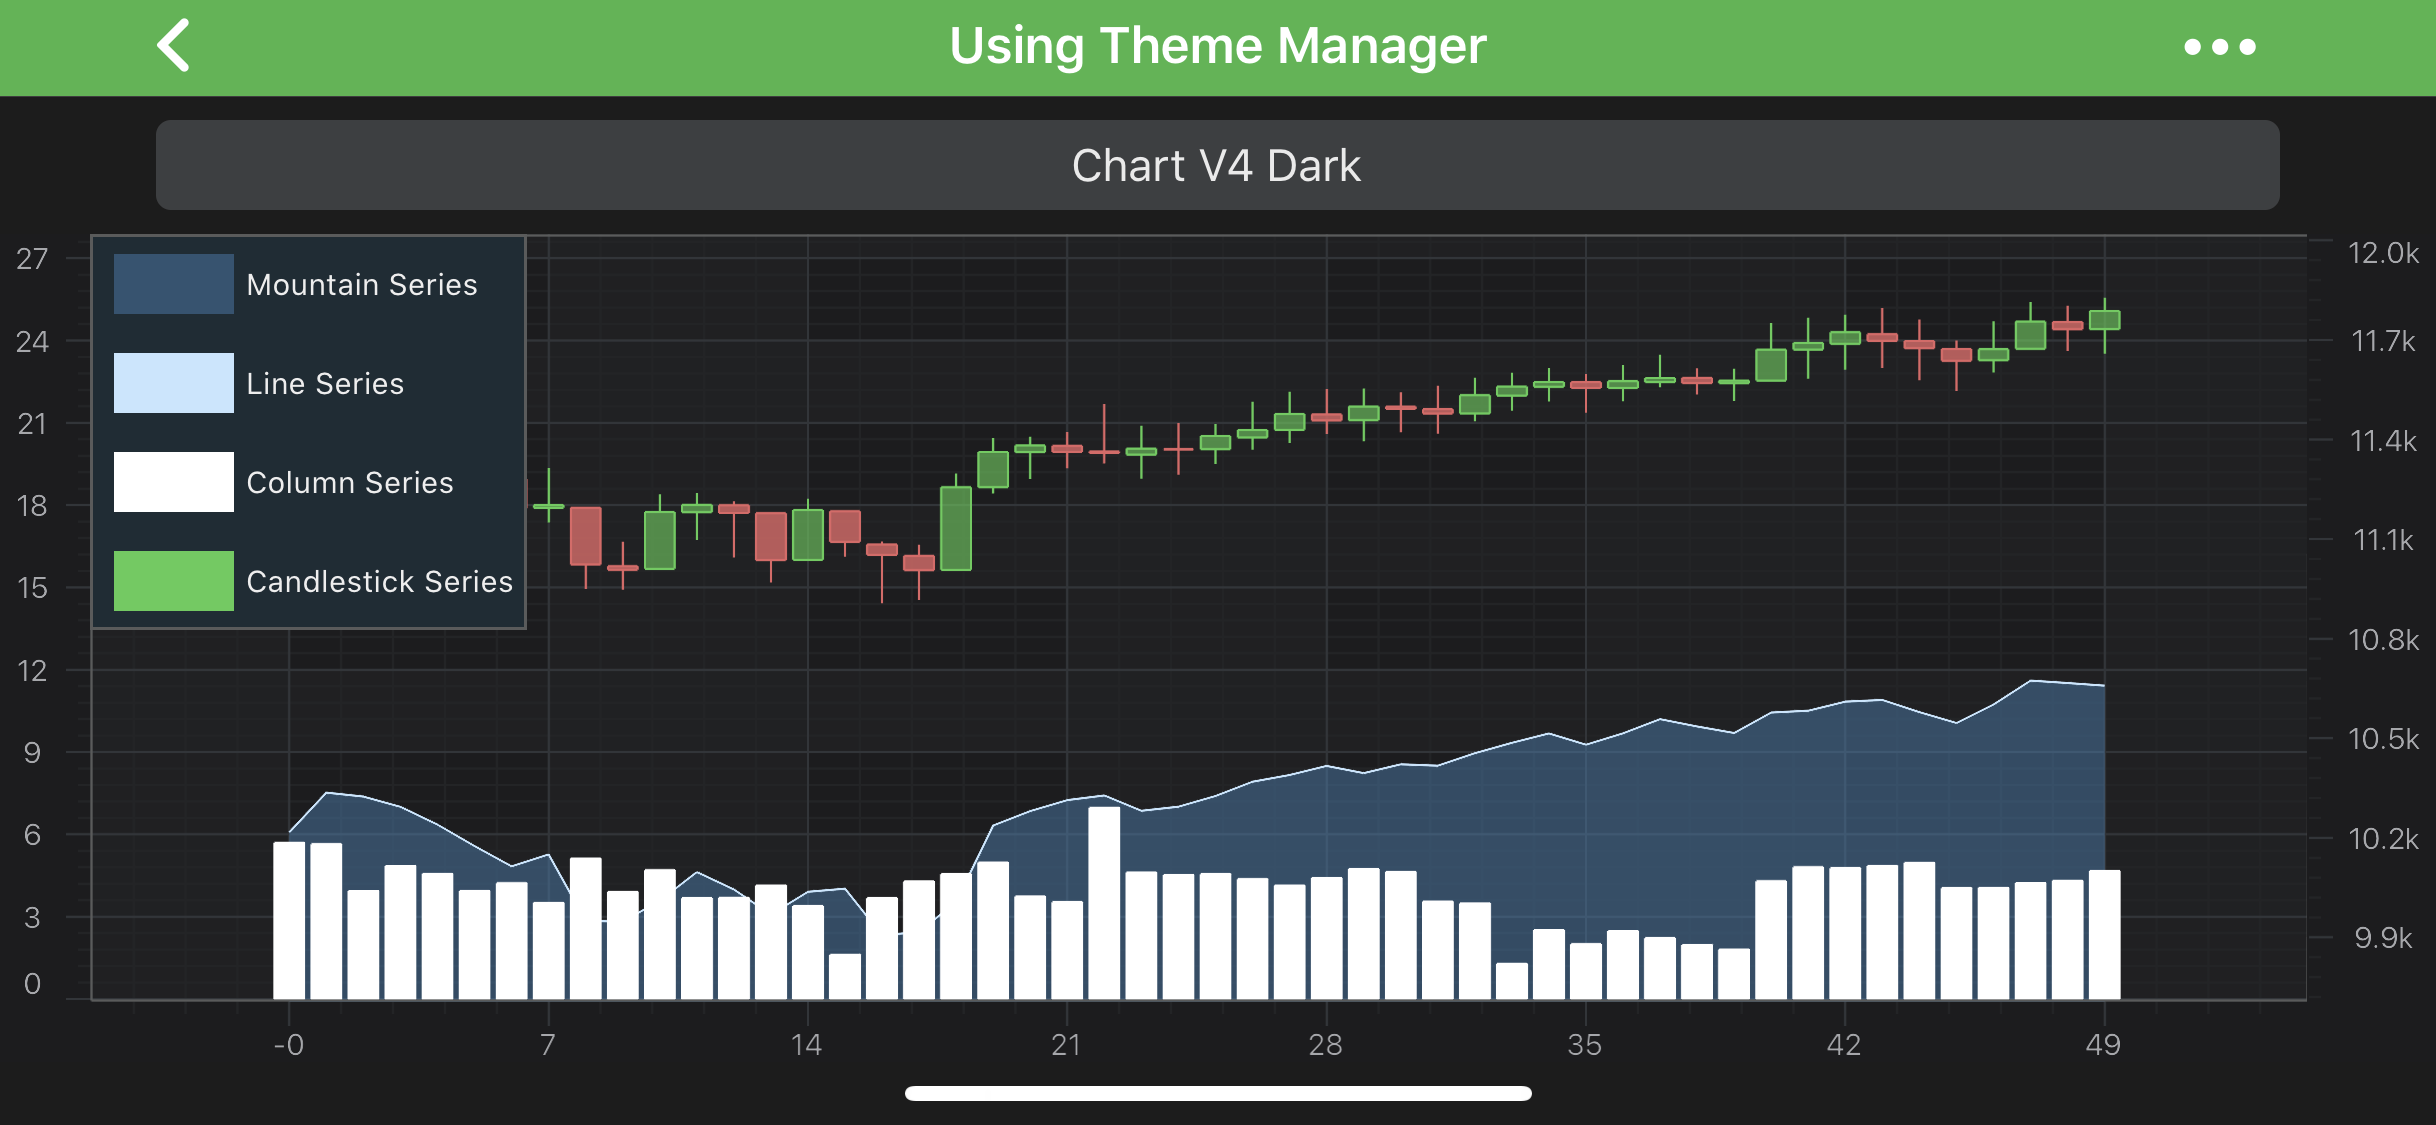 Using Theme Manager
Chart V4 Dark
Mountain Series
Line Series
Column Series
Candlestick Series
27
24
21
18
15
12
9
6
3
0
12.0k
11.7k
11.4k
11.1k
10.8k
10.5k
10.2k
9.9k
-0 7 14 21 28 35 42 49